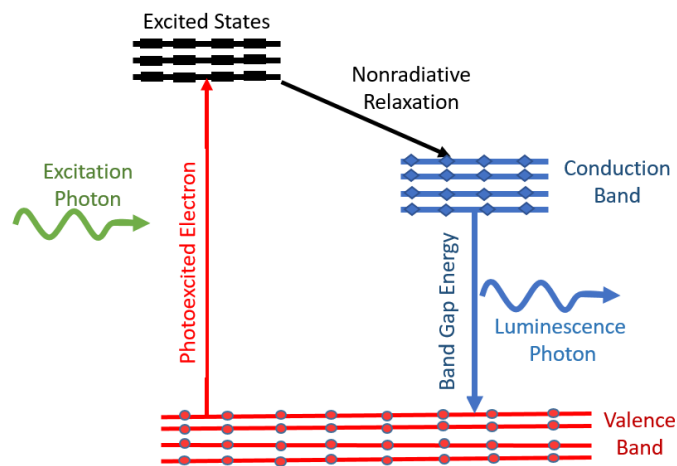 Excited States
Nonradiative
Relaxation
Excitation
Photon
Conduction
Band
Photoexcited Electron
Band Gap Energy
Luminescence
Photon
Valence
Band